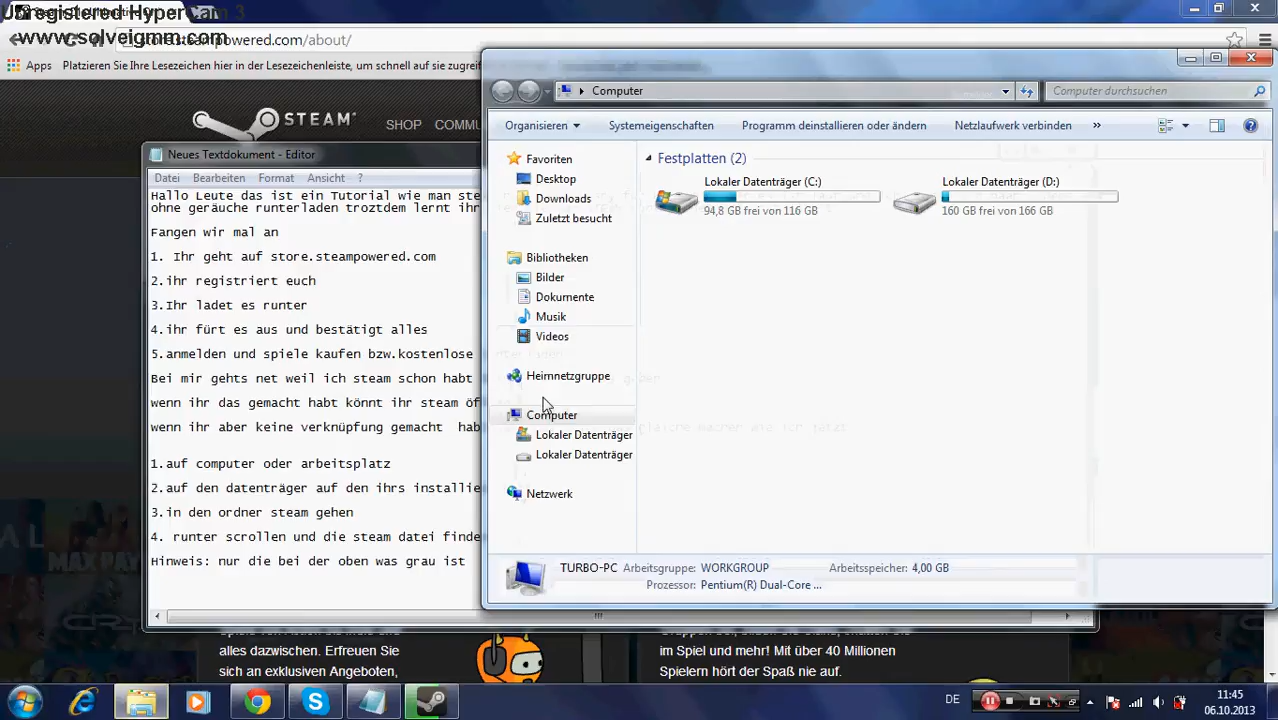 Unregistered HyperCam 3
www.solveigmm.com
store.steampowered.com/about/
Apps Platzieren Sie Ihre Lesezeichen hier in der Lesezeichenleiste, um schnell auf sie zugreif
STEAM™ SHOP COMMU
Neues Textdokument - Editor
Datei Bearbeiten Format Ansicht ?
Hallo Leute das ist ein Tutorial wie man ste
ohne geräuche runterladen troztdem lernt ihr
Fangen wir mal an
1. Ihr geht auf store.steampowered.com
2.ihr registriert euch
3.Ihr ladet es runter
4.ihr fürt es aus und bestätigt alles
5.anmelden und spiele kaufen bzw.kostenlose
Bei mir gehts net weil ich steam schon habt
wenn ihr das gemacht habt könnt ihr steam öf
wenn ihr aber keine verknüpfung gemacht hab
1.auf computer oder arbeitsplatz
2.auf den datenträger auf den ihrs installie
3.in den ordner steam gehen
4. runter scrollen und die steam datei finde
Hinweis: nur die bei der oben was grau ist
Computer
Computer durchsuchen
Organisieren Systemeigenschaften Programm deinstallieren oder ändern Netzlaufwerk verbinden »
Favoriten
Desktop
Downloads
Zuletzt besucht
Bibliotheken
Bilder
Dokumente
Musik
Videos
Heimnetzgruppe
Computer
Lokaler Datenträger
Lokaler Datenträger
Netzwerk
Festplatten (2)
Lokaler Datenträger (C:)
94,8 GB frei von 116 GB
Lokaler Datenträger (D:)
160 GB frei von 166 GB
TURBO-PC Arbeitsgruppe: WORKGROUP Arbeitsspeicher: 4,00 GB
Prozessor: Pentium(R) Dual-Core ...
alles dazwischen. Erfreuen Sie
sich an exklusiven Angeboten,
im Spiel und mehr! Mit über 40 Millionen
Spielern hört der Spaß nie auf.
DE
11:45
06.10.2013